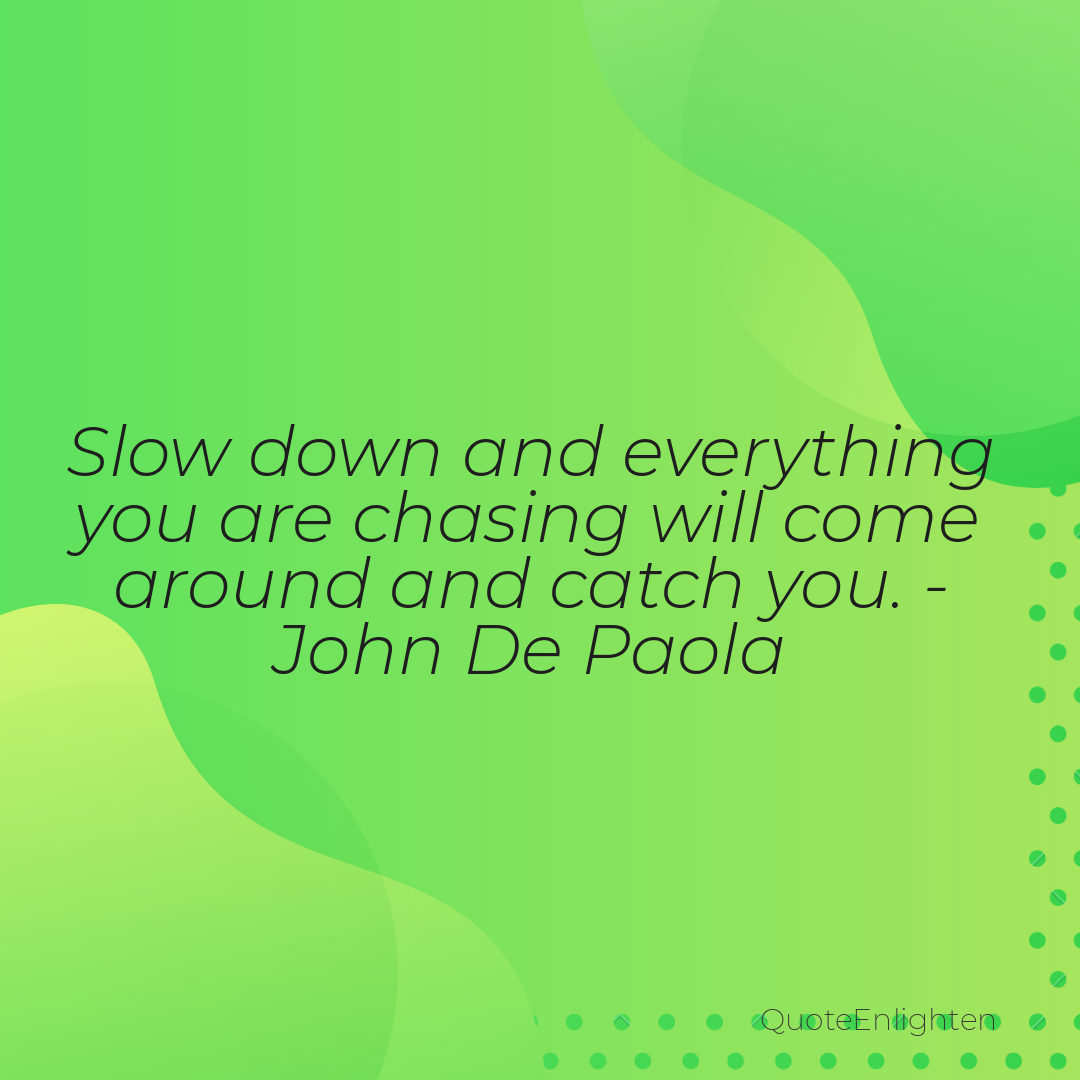 Slow down and everything
you are chasing will come
around and catch you. -
John De Paola
QuoteEnlighten